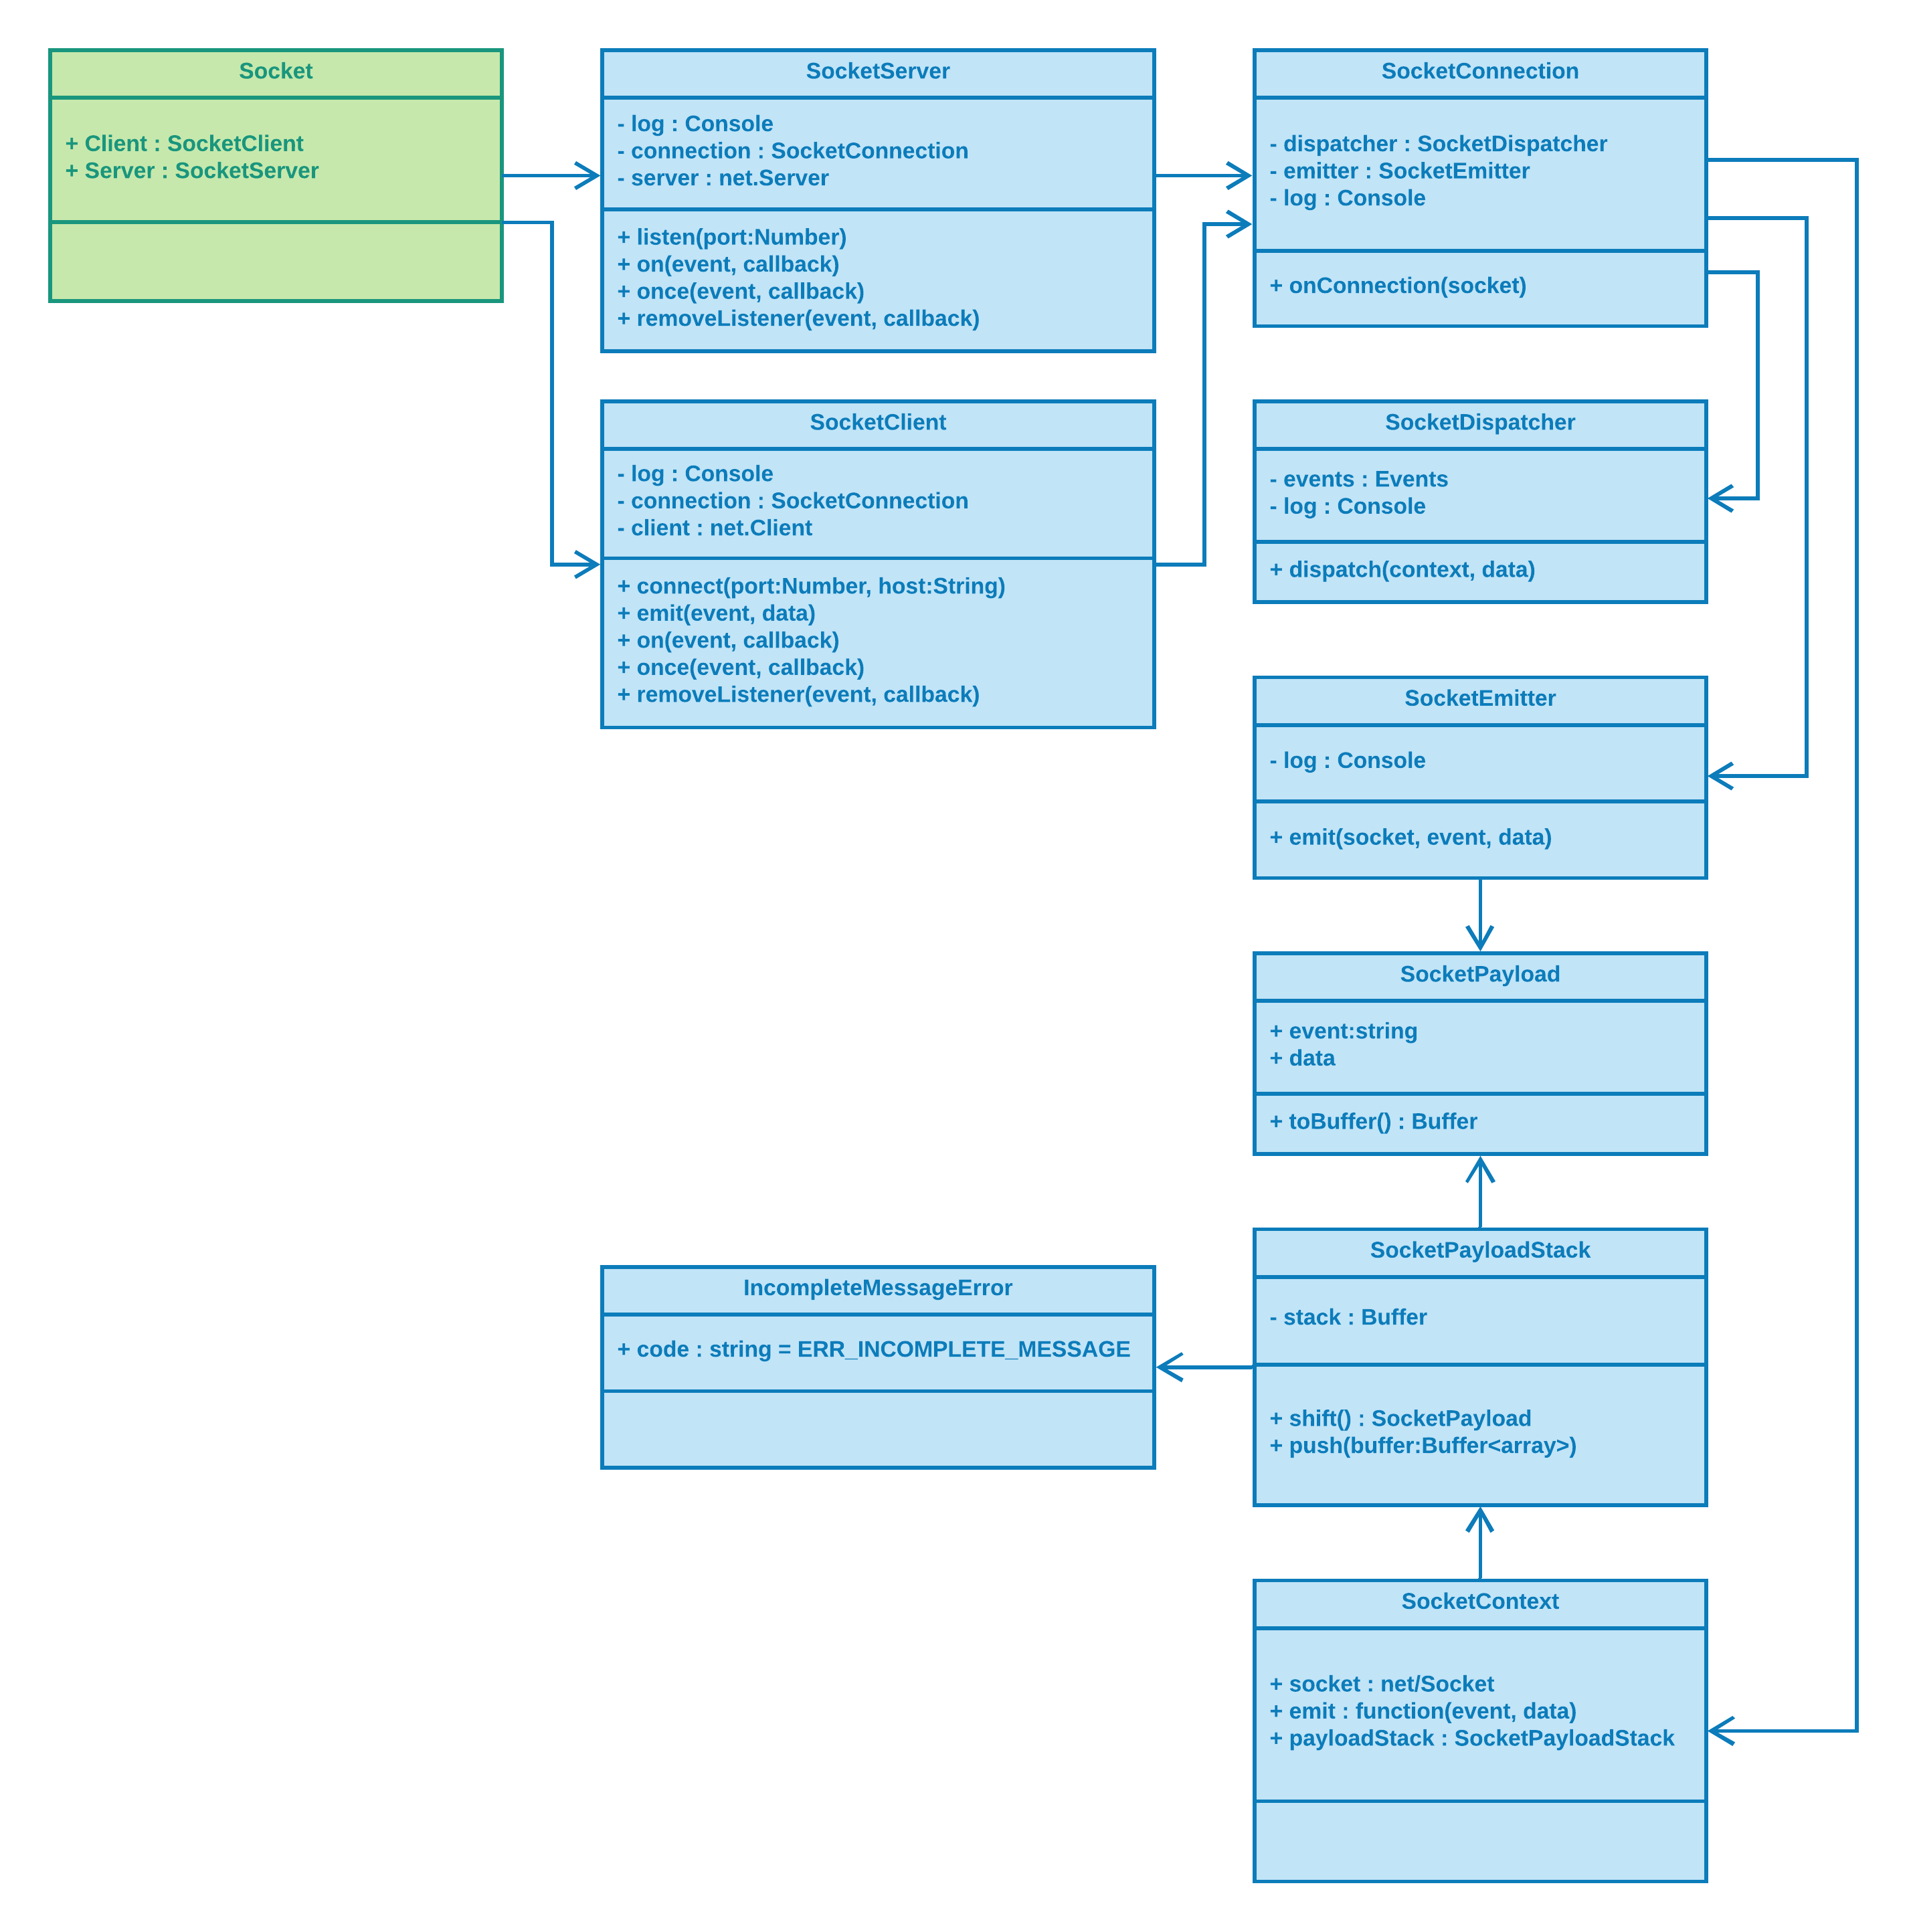 Socket
+ Client : SocketClient
+ Server : SocketServer
SocketServer
- log : Console
- connection : SocketConnection
- server : net.Server
+ listen(port:Number)
+ on(event, callback)
+ once(event, callback)
+ removeListener(event, callback)
SocketConnection
- dispatcher : SocketDispatcher
- emitter : SocketEmitter
- log : Console
+ onConnection(socket)
SocketClient
- log : Console
- connection : SocketConnection
- client : net.Client
+ connect(port:Number, host:String)
+ emit(event, data)
+ on(event, callback)
+ once(event, callback)
+ removeListener(event, callback)
SocketDispatcher
- events : Events
- log : Console
+ dispatch(context, data)
SocketEmitter
- log : Console
+ emit(socket, event, data)
SocketPayload
+ event:string
+ data
+ toBuffer() : Buffer
IncompleteMessageError
+ code : string = ERR_INCOMPLETE_MESSAGE
SocketPayloadStack
- stack : Buffer
+ shift() : SocketPayload
+ push(buffer:Buffer<array>)
SocketContext
+ socket : net/Socket
+ emit : function(event, data)
+ payloadStack : SocketPayloadStack